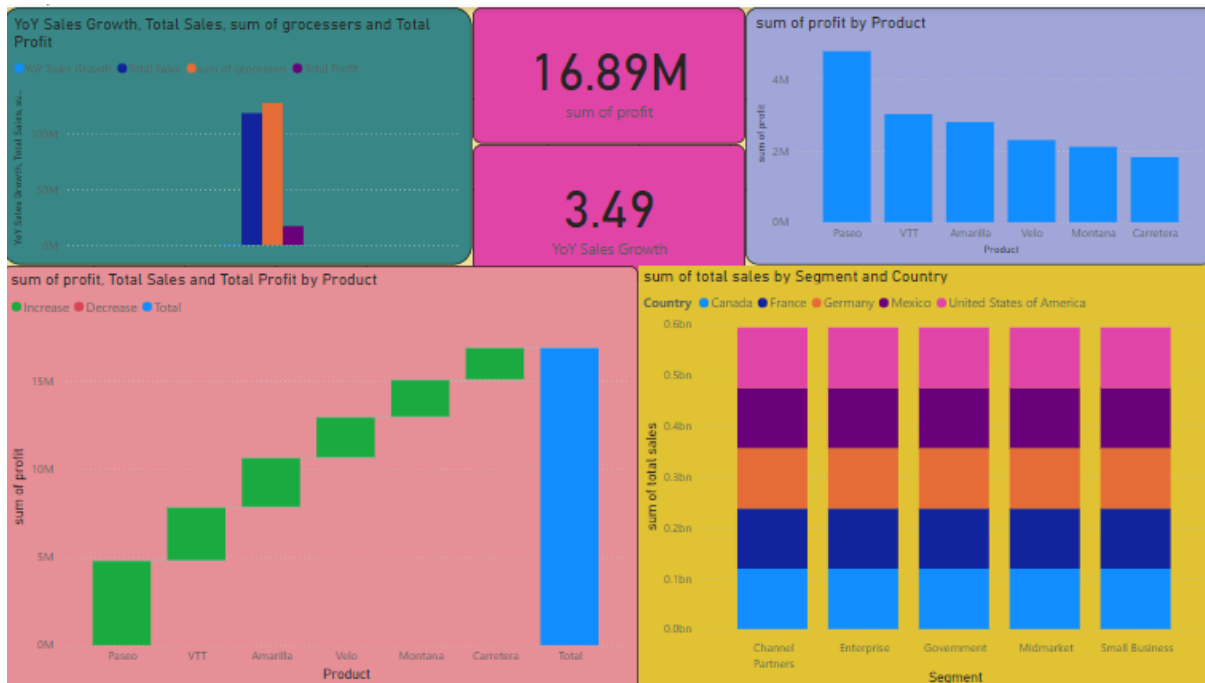 YoY Sales Growth, Total Sales, sum of grocessers and Total
Profit
YoY Sales Growth Total Sales sum of grocessers Total Profit
YoY Sales Growth, Total Sales, su...
100M
50M
0M
16.89M
sum of profit
3.49
YoY Sales Growth
sum of profit by Product
sum of profit
4M
2M
0M
Paseo VTT Amarilla Velo Montana Carretera
Product
sum of profit, Total Sales and Total Profit by Product
Increase Decrease Total
sum of profit
15M
10M
5M
0M
Paseo VTT Amarilla Velo Montana Carretera Total
Product
sum of total sales by Segment and Country
Country Canada France Germany Mexico United States of America
sum of total sales
0.6bn
0.5bn
0.4bn
0.3bn
0.2bn
0.1bn
0.0bn
Channel Partners Enterprise Government Midmarket Small Business
Segment